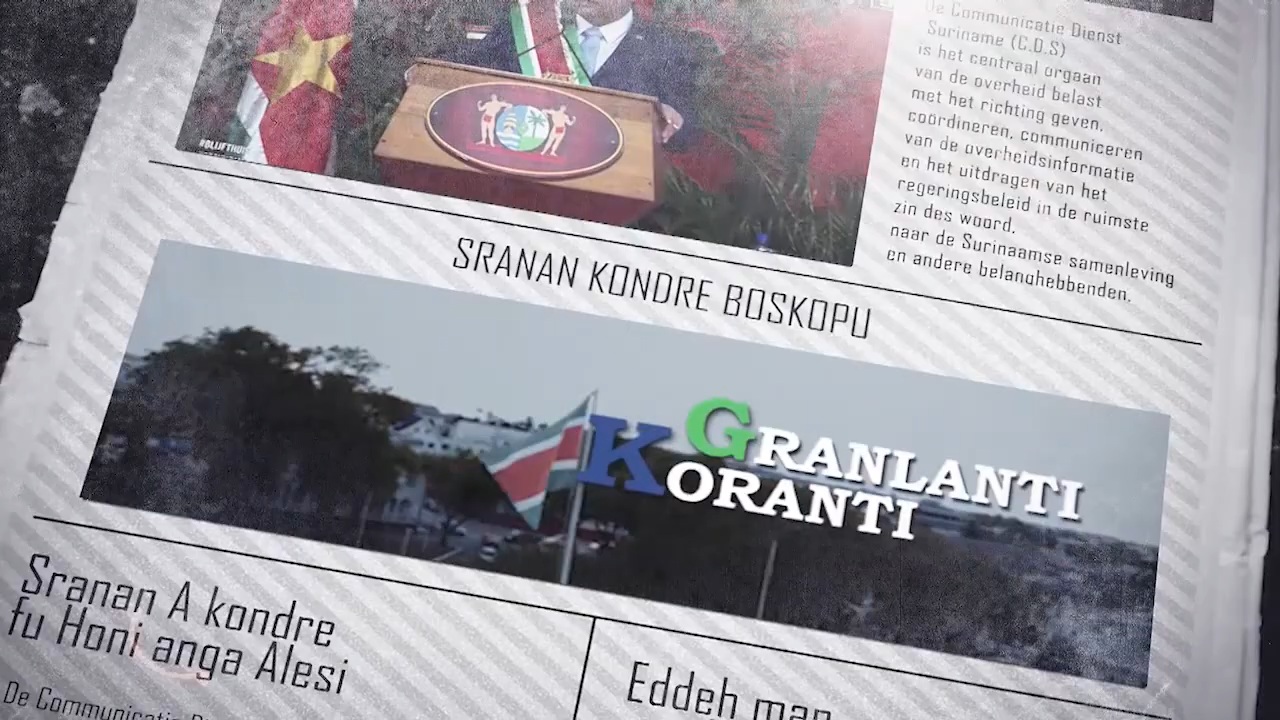 De Communicatie Dienst
Suriname (C.D.S)
is het centraal orgaan
van de overheid belast
met het richting geven,
coördineren, communiceren
van de overheidsinformatie
en het uitdragen van het
regeringsbeleid in de ruimste
zin des woord.
naar de Surinaamse samenleving
en andere belanghebbenden.
SRANAN KONDRE BOSKOPU
GRANLANTI
KORANTI
Sranan A kondre
fu Honi anga Alesi
De
Eddeh man